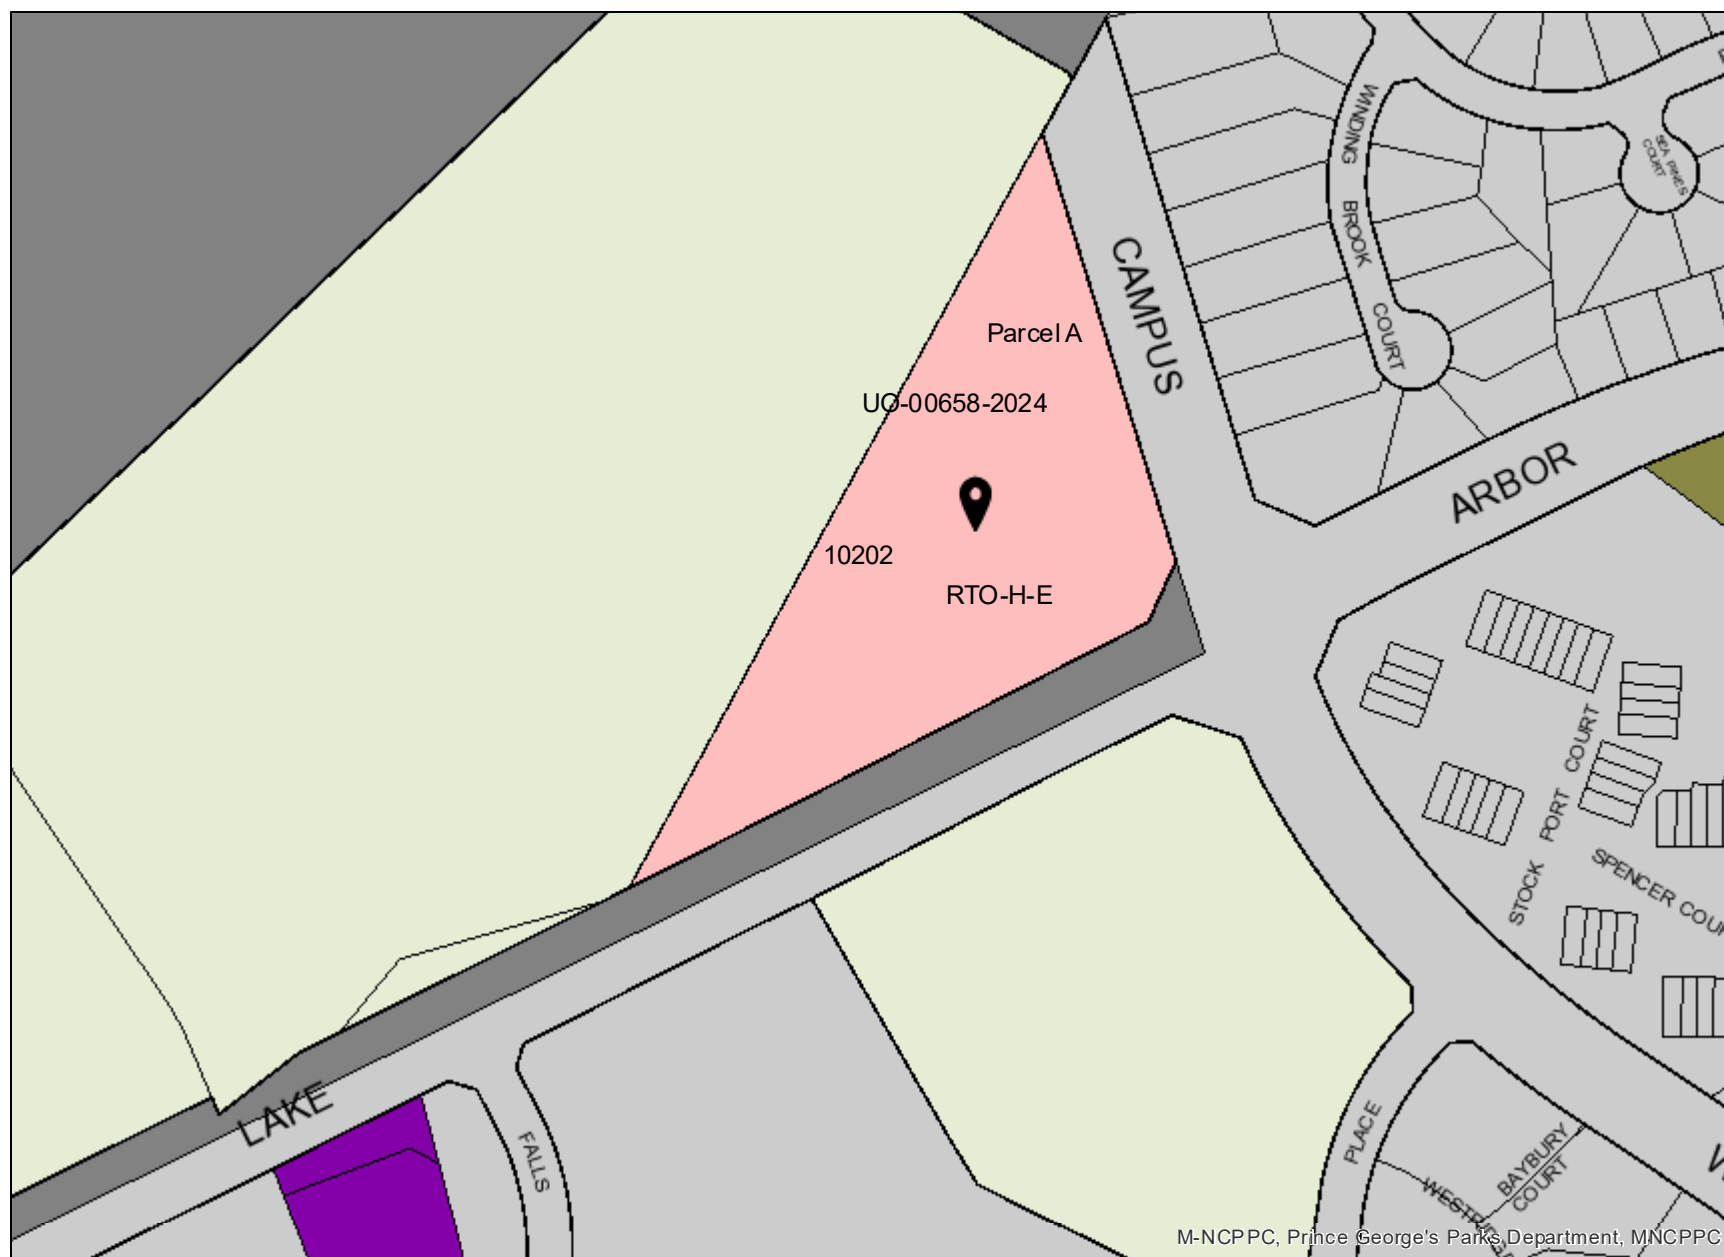 WINDING
BROOK
COURT
SEA PINES
COURT
CAMPUS
Parcel A
UO-00658-2024
10202
RTO-H-E
ARBOR
STOCK PORT COURT
SPENCER
LAKE
FALLS
PLACE
BAYBURY
COURT
M-NCPPC, Prince George's Parks Department, MNCPPC